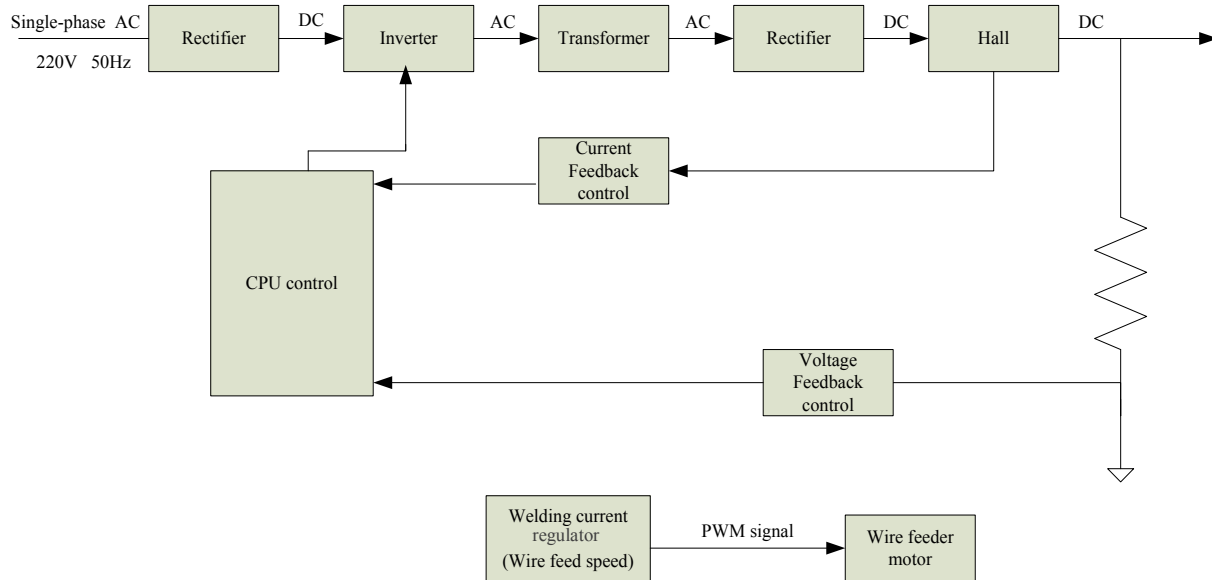 Single-phase AC
220V 50Hz
Rectifier
DC
Inverter
AC
Transformer
AC
Rectifier
DC
Hall
DC
Current
Feedback
control
CPU control
Voltage
Feedback
control
Welding current
regulator
(Wire feed speed)
PWM signal
Wire feeder
motor